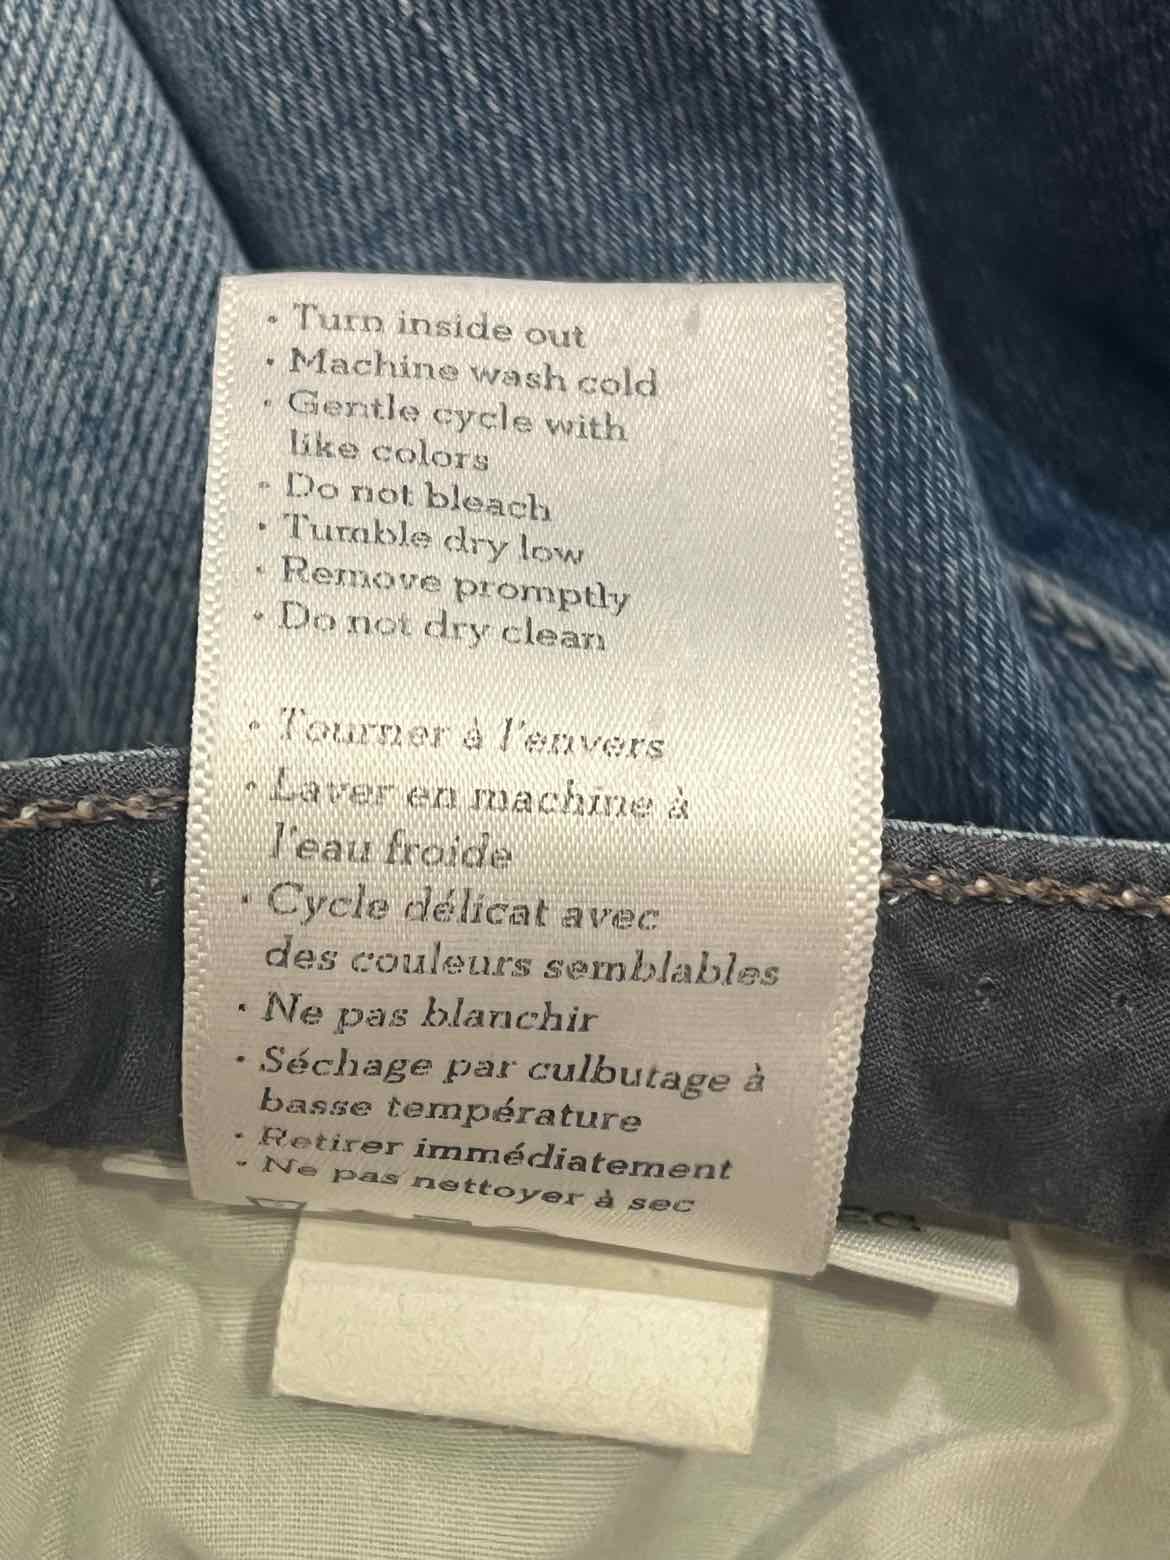 • Turn inside out
• Machine wash cold
• Gentle cycle with
like colors
• Do not bleach
• Tumble dry low
• Remove promptly
• Do not dry clean
• Tourner à l'envers
• Laver en machine à
l'eau froide
• Cycle délicat avec
des couleurs semblables
• Ne pas blanchir
• Séchage par culbutage à
basse température
• Retirer immédiatement
• Ne pas nettoyer à sec